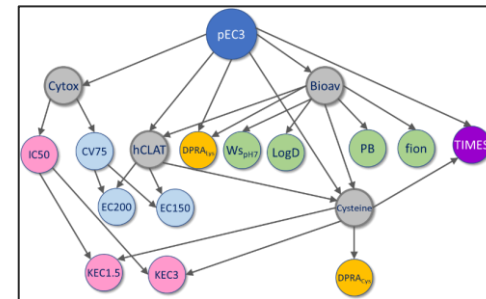 pEC3
Cytox
Bioav
IC50
CV75
hCLAT
DPRALys
WspH7
LogD
PB
fion
TIMES
EC200
EC150
Cysteine
KEC1.5
KEC3
DPRACys